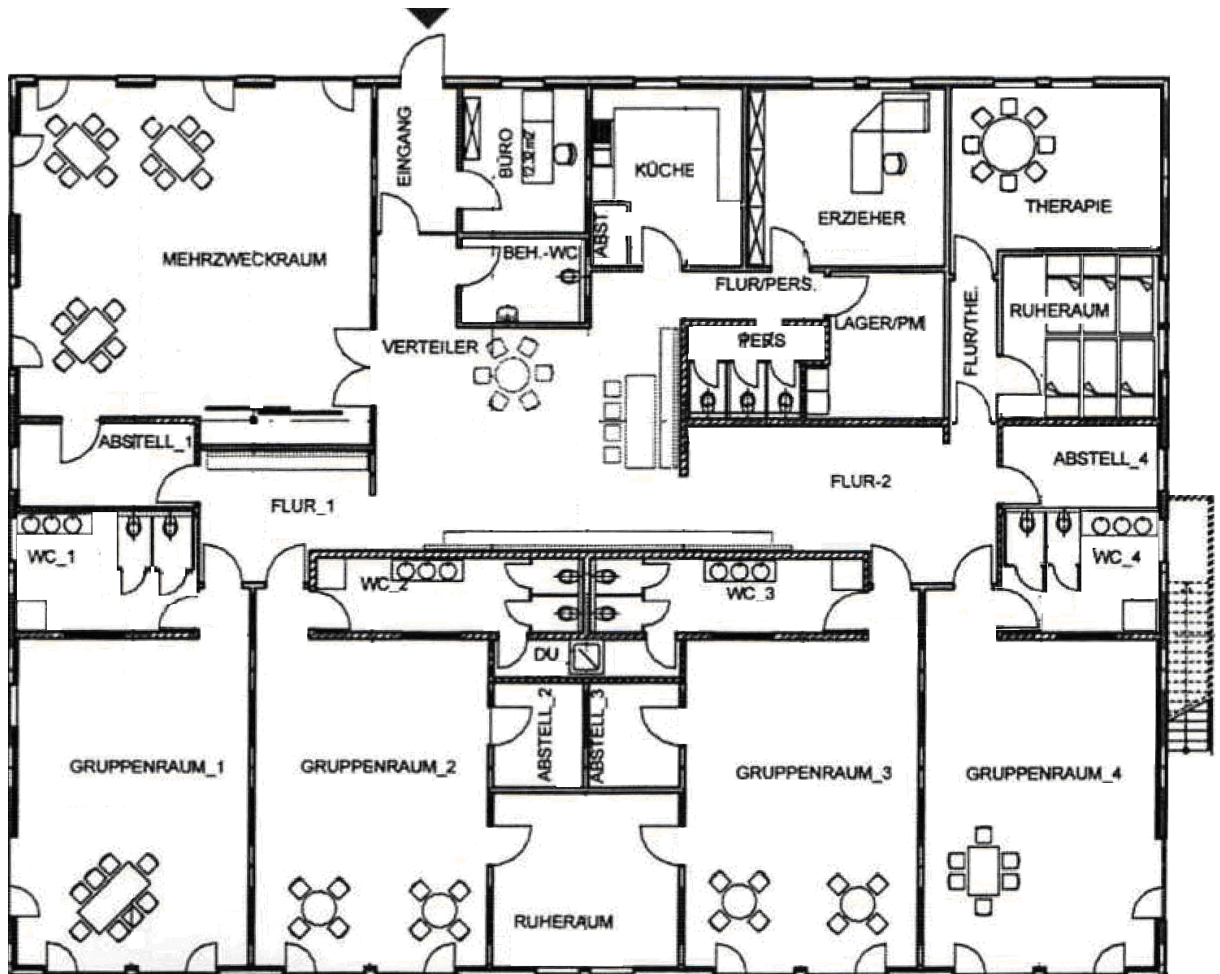 EINGANG
BÜRO
12.32 m2
KÜCHE
ABST.
ERZIEHER
THERAPIE
MEHRZWECKRAUM
BEH.-WC
FLUR/PERS.
LAGER/PM
FLUR/THE.
RUHERAUM
VERTEILER
PERS
ABSTELL_1
FLUR_1
FLUR-2
ABSTELL_4
WC_1
WC_2
WC_3
WC_4
DU
ABSTELL_2
ABSTELL_3
GRUPPENRAUM_1
GRUPPENRAUM_2
GRUPPENRAUM_3
GRUPPENRAUM_4
RUHERAUM